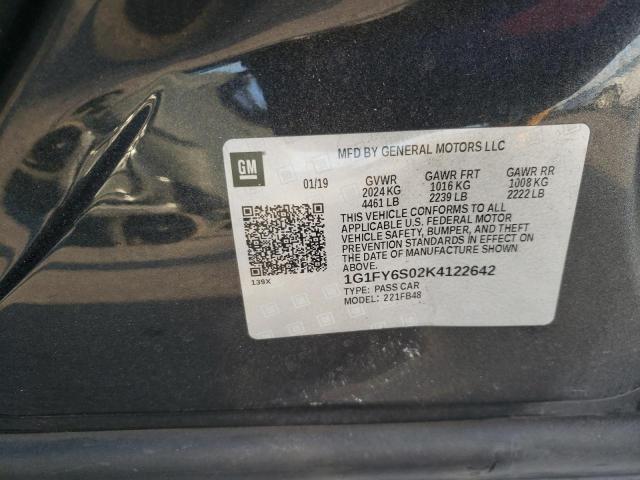 GM
MFD BY GENERAL MOTORS LLC
01/19 GVWR GAWR FRT GAWR RR
2024 KG 1016 KG 1008 KG
4461 LB 2239 LB 2222 LB
THIS VEHICLE CONFORMS TO ALL
APPLICABLE U.S. FEDERAL MOTOR
VEHICLE SAFETY, BUMPER, AND THEFT
PREVENTION STANDARDS IN EFFECT ON
THE DATE OF MANUFACTURE SHOWN
ABOVE.
1G1FY6S02K4122642
139X TYPE: PASS CAR
MODEL: 221FB48